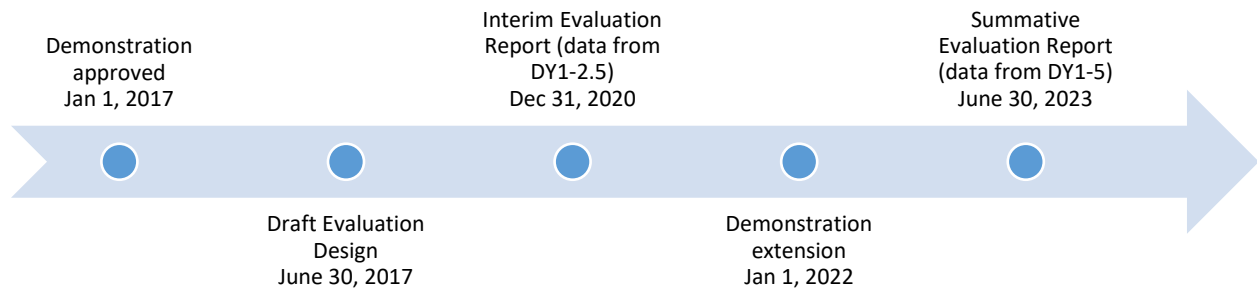 Demonstration
approved
Jan 1, 2017
Draft Evaluation
Design
June 30, 2017
Interim Evaluation
Report (data from
DY1-2.5)
Dec 31, 2020
Demonstration
extension
Jan 1, 2022
Summative
Evaluation Report
(data from DY1-5)
June 30, 2023